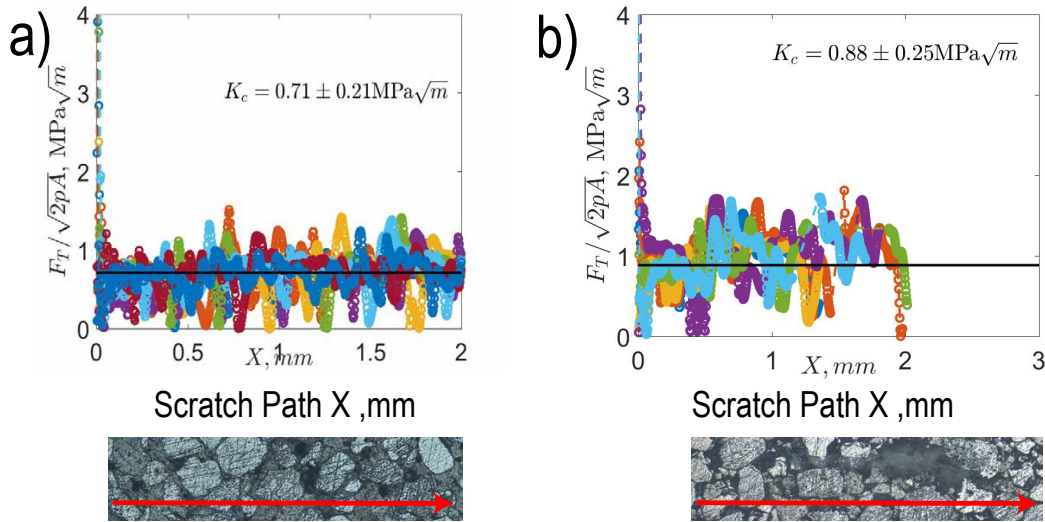 a)
4
3
2
1
0
F_T/√2pA, MPa√m
K_c = 0.71 ± 0.21MPa√m
0 0.5 1 1.5 2
X, mm
Scratch Path X ,mm
b)
4
3
2
1
0
F_T/√2pA, MPa√m
K_c = 0.88 ± 0.25MPa√m
0 1 2 3
X, mm
Scratch Path X ,mm